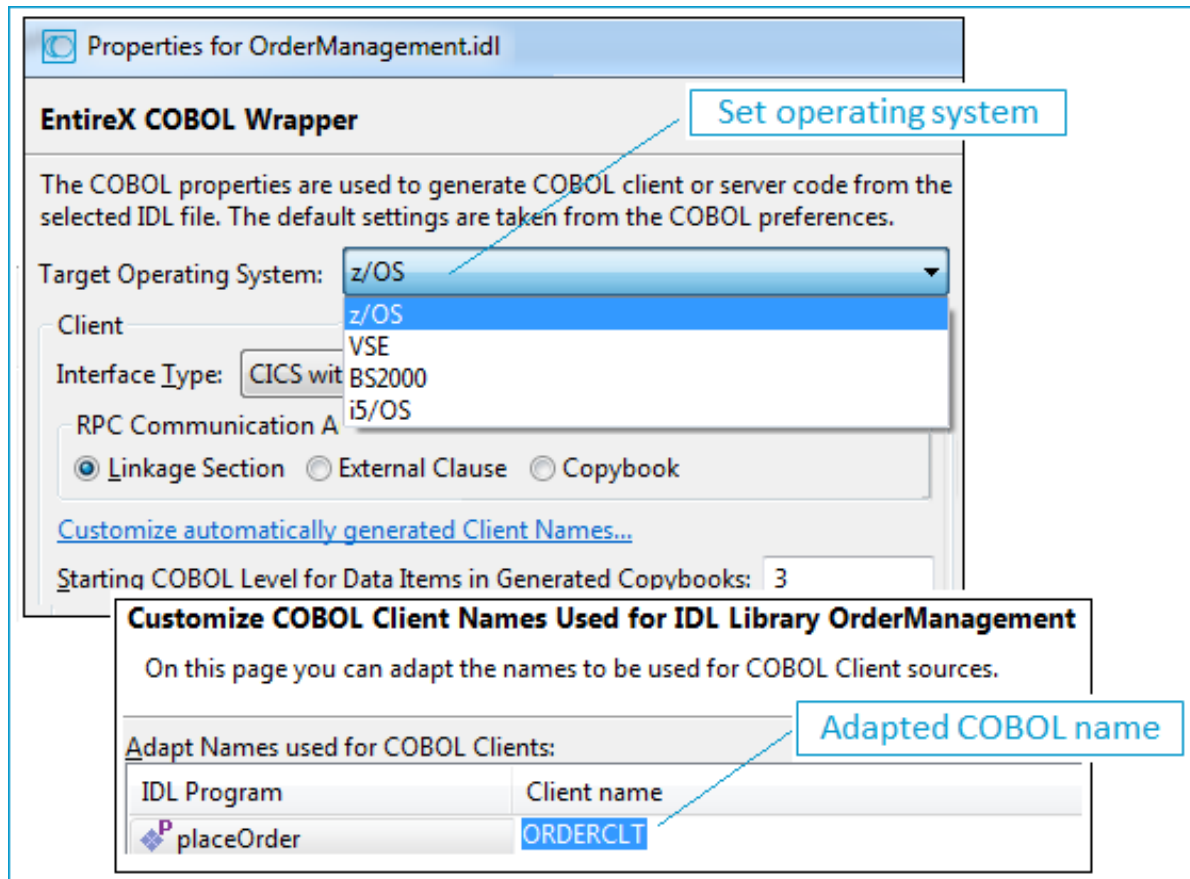 Properties for OrderManagement.idl
EntireX COBOL Wrapper
Set operating system
The COBOL properties are used to generate COBOL client or server code from the
selected IDL file. The default settings are taken from the COBOL preferences.
Target Operating System: z/OS
z/OS
Client
VSE
Interface Type: CICS wit
BS2000
i5/OS
RPC Communication A
Linkage Section External Clause Copybook
Customize automatically generated Client Names...
Starting COBOL Level for Data Items in Generated Copybooks: 3
Customize COBOL Client Names Used for IDL Library OrderManagement
On this page you can adapt the names to be used for COBOL Client sources.
Adapted COBOL name
Adapt Names used for COBOL Clients:
IDL Program Client name
P placeOrder ORDERCLT